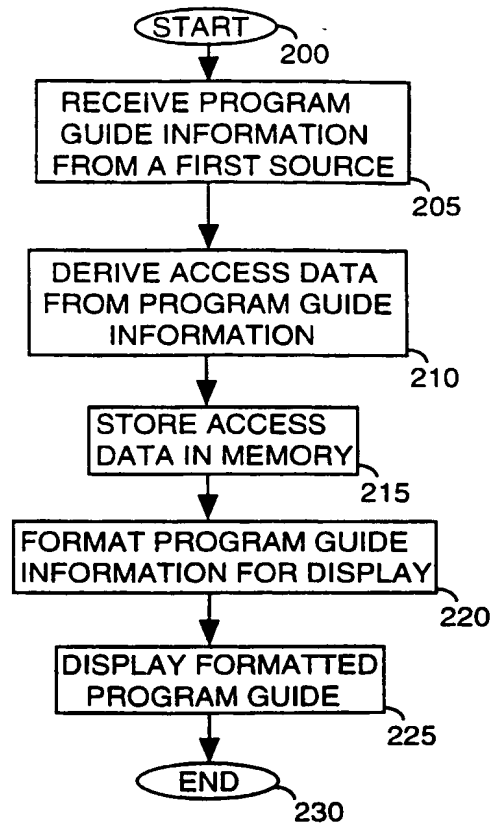 START
200
RECEIVE PROGRAM
GUIDE INFORMATION
FROM A FIRST SOURCE
205
DERIVE ACCESS DATA
FROM PROGRAM GUIDE
INFORMATION
210
STORE ACCESS
DATA IN MEMORY
215
FORMAT PROGRAM GUIDE
INFORMATION FOR DISPLAY
220
DISPLAY FORMATTED
PROGRAM GUIDE
225
END
230